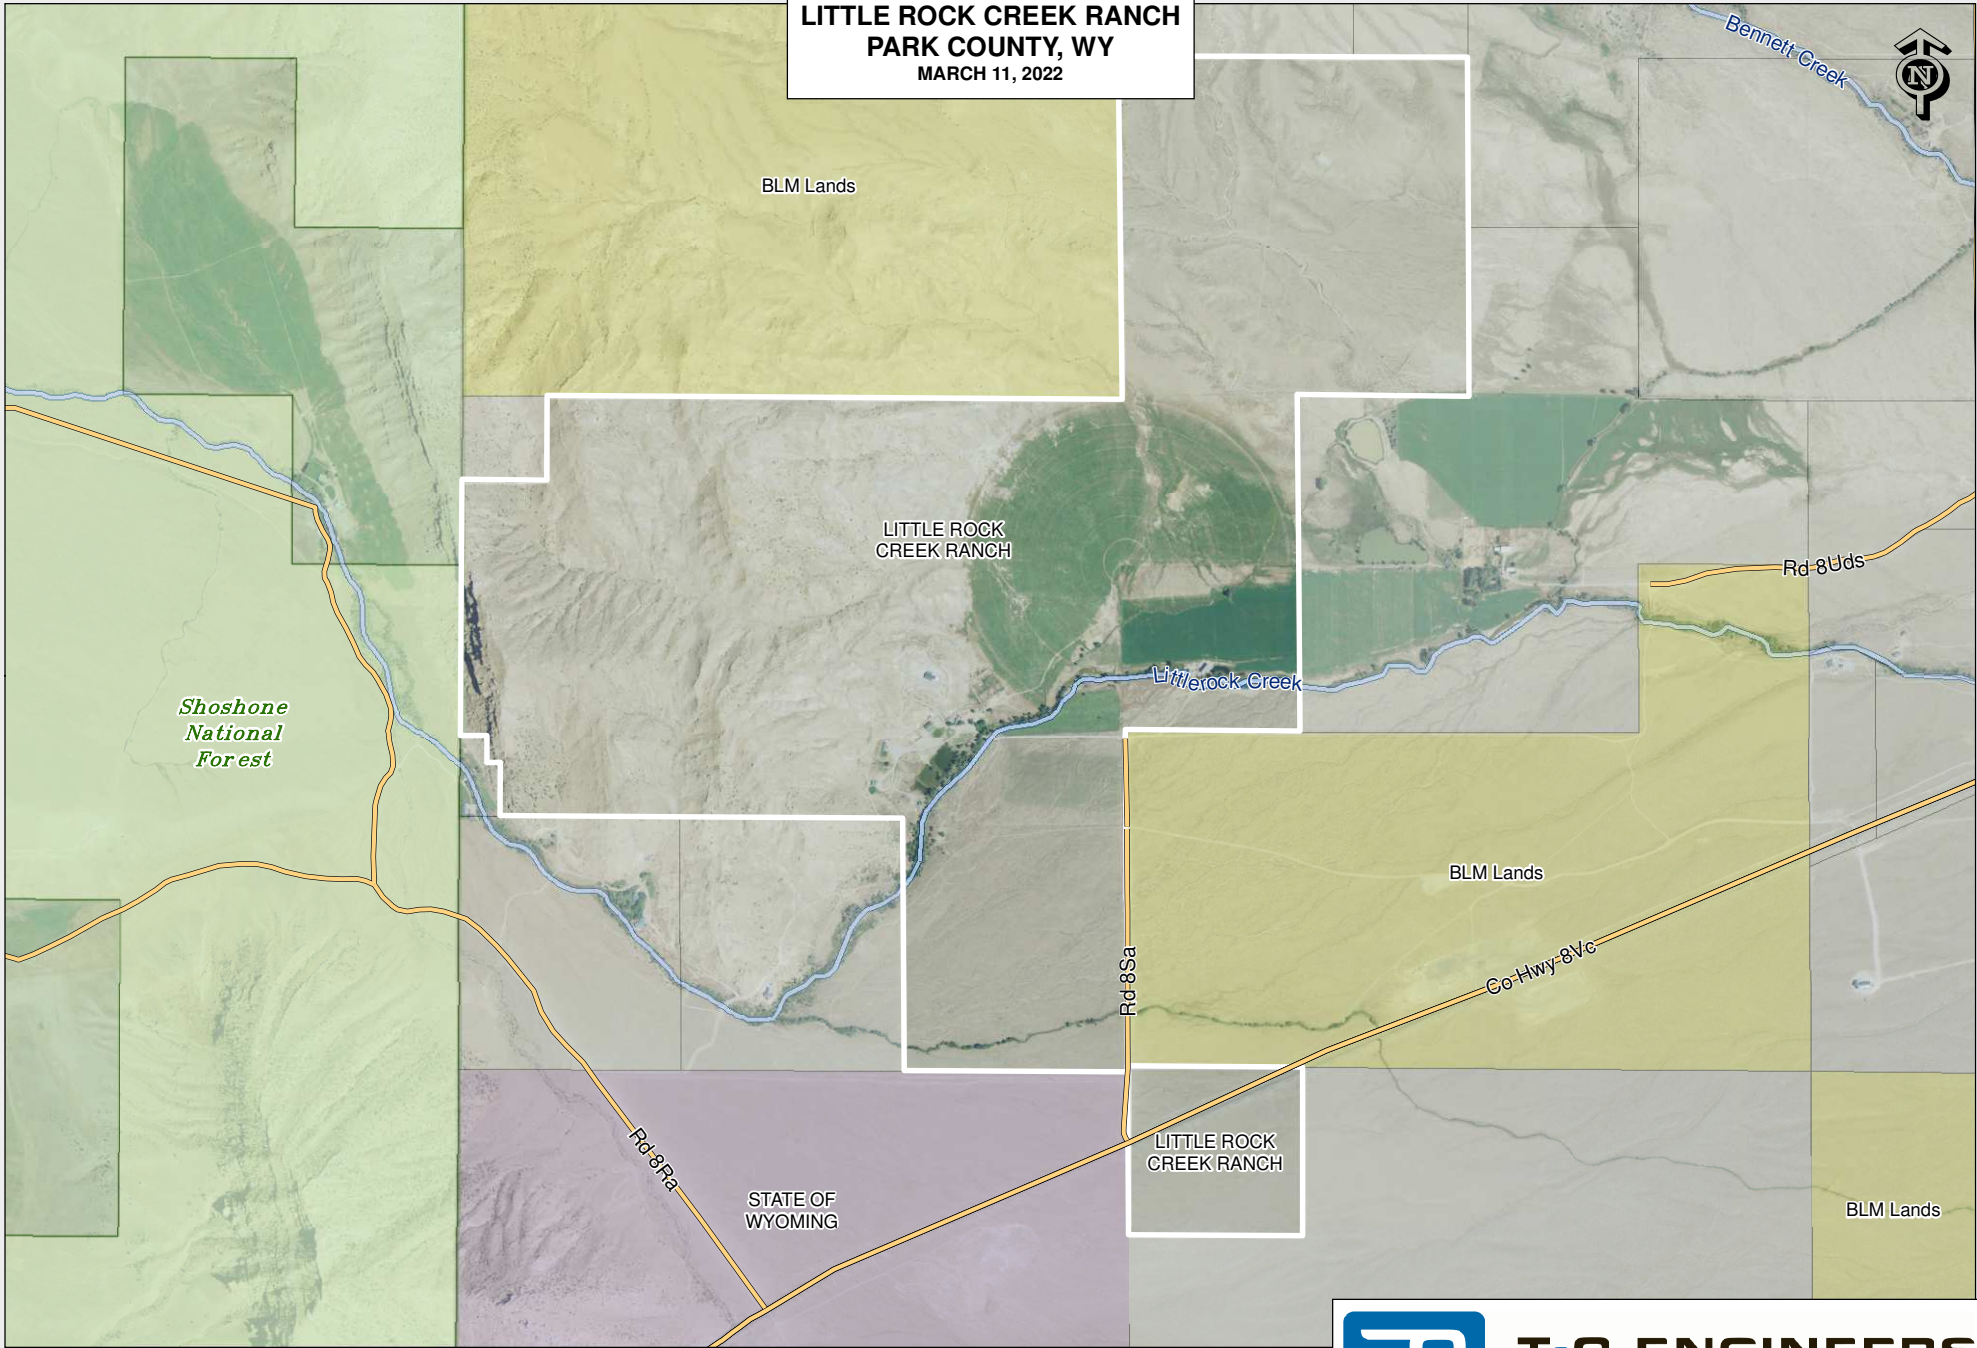 LITTLE ROCK CREEK RANCH
PARK COUNTY, WY
MARCH 11, 2022
Bennett Creek
N
BLM Lands
LITTLE ROCK
CREEK RANCH
Rd 8Uds
Littlerock Creek
Shoshone
National
Forest
BLM Lands
Co Hwy 8Vc
Rd 8Sa
Rd 8Ra
LITTLE ROCK
CREEK RANCH
STATE OF
WYOMING
BLM Lands
T-O ENGINEERS